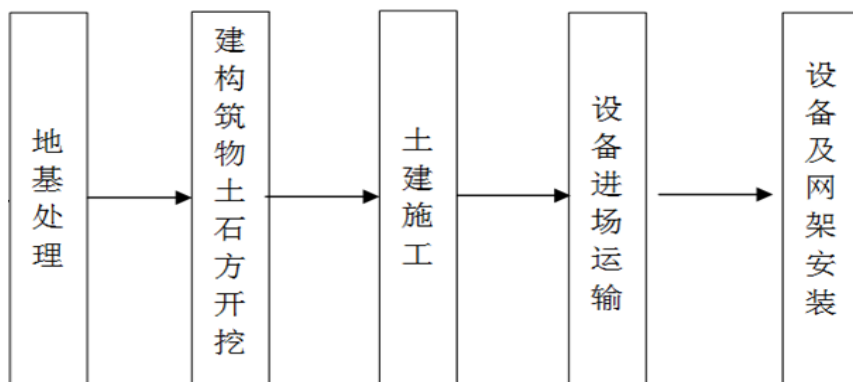 地基处理
建构筑物土石方开挖
土建施工
设备进场运输
设备及网架安装